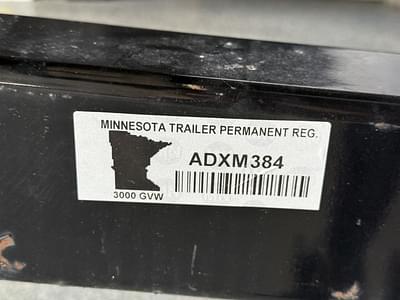 MINNESOTA TRAILER PERMANENT REG.
ADXM384
3000 GVW